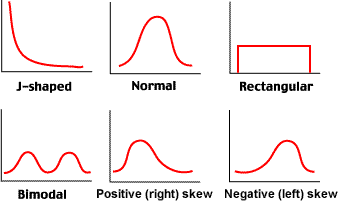 J-shaped
Normal
Rectangular
Bimodal
Positive (right) skew
Negative (left) skew